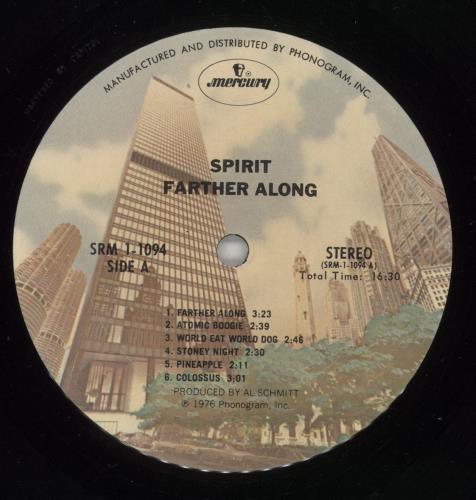 MANUFACTURED AND DISTRIBUTED BY PHONOGRAM, INC.
mercury
SPIRIT
FARTHER ALONG
SRM-1-1094
SIDE A
STEREO
(SRM-1-1094 A)
Total Time: 16:30
1. FARTHER ALONG 3:23
2. ATOMIC BOOGIE 2:39
3. WORLD EAT WORLD DOG 2:46
4. STONEY NIGHT 2:30
5. PINEAPPLE 2:11
6. COLOSSUS 3:01
PRODUCED BY AL SCHMITT
℗ 1976 Phonogram, Inc.